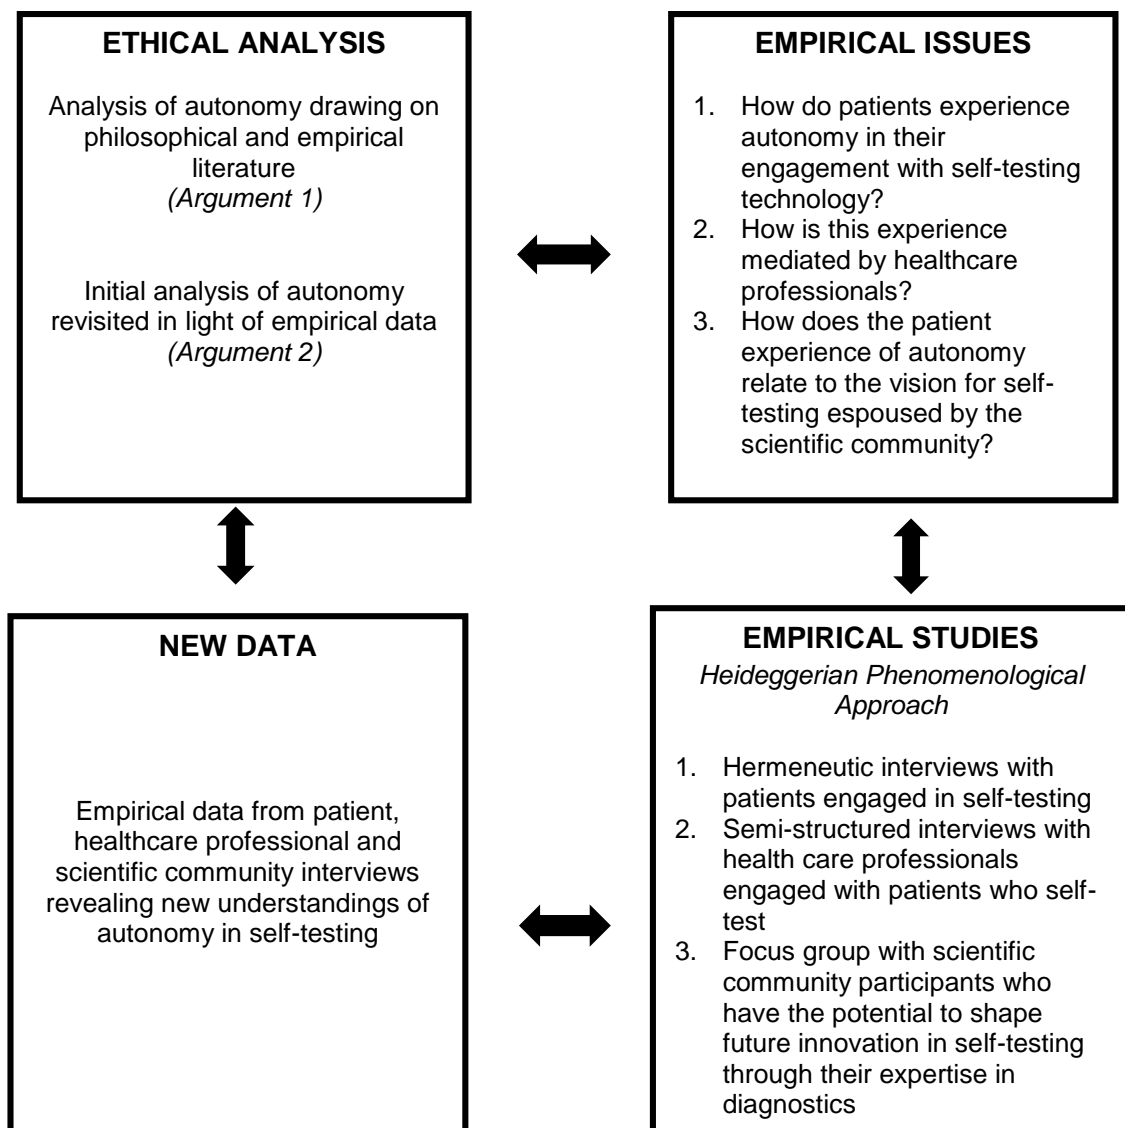 ETHICAL ANALYSIS
Analysis of autonomy drawing on
philosophical and empirical
literature
(Argument 1)
Initial analysis of autonomy
revisited in light of empirical data
(Argument 2)
EMPIRICAL ISSUES
1. How do patients experience
autonomy in their
engagement with self-testing
technology?
2. How is this experience
mediated by healthcare
professionals?
3. How does the patient
experience of autonomy
relate to the vision for self-
testing espoused by the
scientific community?
NEW DATA
Empirical data from patient,
healthcare professional and
scientific community interviews
revealing new understandings of
autonomy in self-testing
EMPIRICAL STUDIES
Heideggerian Phenomenological
Approach
1. Hermeneutic interviews with
patients engaged in self-testing
2. Semi-structured interviews with
health care professionals
engaged with patients who self-
test
3. Focus group with scientific
community participants who
have the potential to shape
future innovation in self-testing
through their expertise in
diagnostics